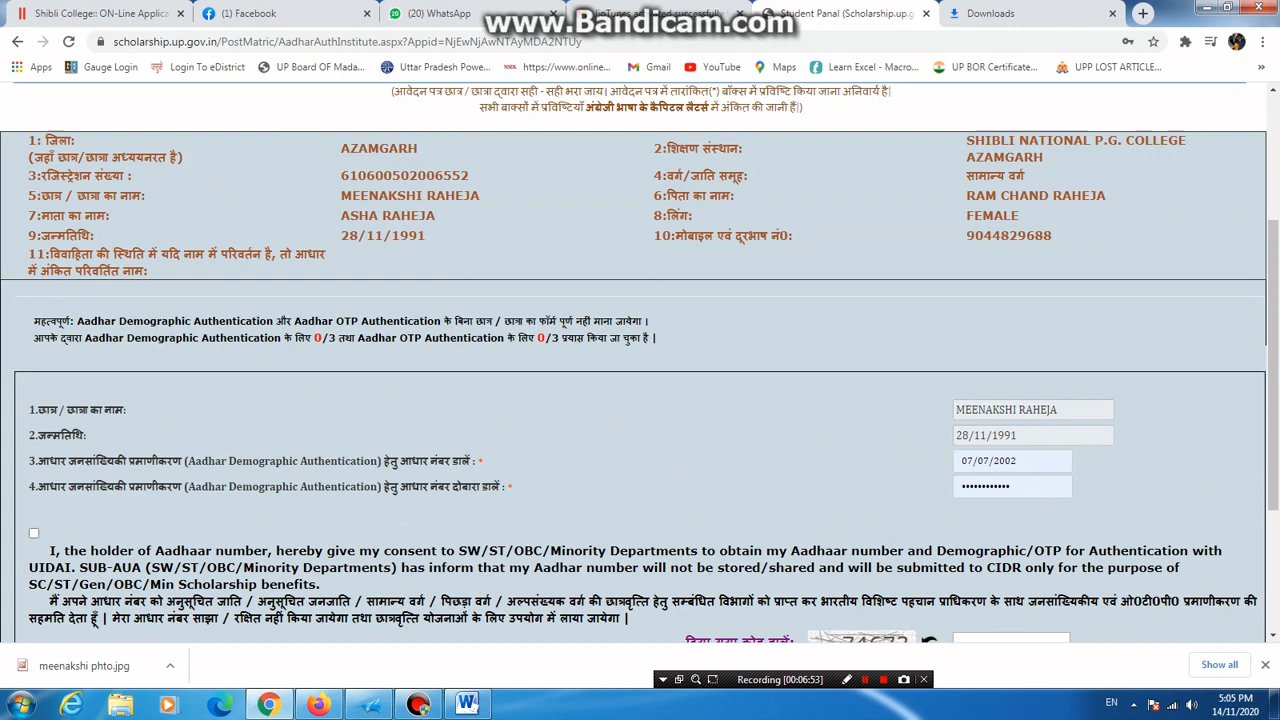 Shibli College: ON-Line Applica
(1) Facebook
(20) WhatsApp
Student Panal (Scholarship.up.g
Downloads
www.Bandicam.com
scholarship.up.gov.in/PostMatric/AadharAuthInstitute.aspx?Appid=NjEwNjAwNTAyMDA2NTUy
Apps
Gauge Login
Login To eDistrict
UP Board OF Mada...
Uttar Pradesh Powe...
https://www.online...
Gmail
YouTube
Maps
Learn Excel - Macro...
UP BOR Certificate...
UPP LOST ARTICLE...
(आवेदन पत्र छात्र / छात्रा द्वारा सही - सही भरा जाय। आवेदन पत्र में तारांकित(*) बॉक्स में प्रविष्टि किया जाना अनिवार्य है|
सभी बाक्सों में प्रविष्टियाँ अंग्रेजी भाषा के कैपिटल लैटर्स में अंकित की जानी हैं|)
1: जिला:
(जहाँ छात्र/छात्रा अध्ययनरत है)
AZAMGARH
2:शिक्षण संस्थान:
SHIBLI NATIONAL P.G. COLLEGE
AZAMGARH
3:रजिस्ट्रेशन संख्या :
610600502006552
4:वर्ग/जाति समूह:
सामान्य वर्ग
5:छात्र / छात्रा का नाम:
MEENAKSHI RAHEJA
6:पिता का नाम:
RAM CHAND RAHEJA
7:माता का नाम:
ASHA RAHEJA
8:लिंग:
FEMALE
9:जन्मतिथि:
28/11/1991
10:मोबाइल एवं दूरभाष नं0:
9044829688
11:विवाहिता की स्थिति में यदि नाम में परिवर्तन है, तो आधार
में अंकित परिवर्तित नाम:
महत्वपूर्ण: Aadhar Demographic Authentication और Aadhar OTP Authentication के बिना छात्र / छात्रा का फॉर्म पूर्ण नहीं माना जायेगा ।
आपके द्वारा Aadhar Demographic Authentication के लिए 0/3 तथा Aadhar OTP Authentication के लिए 0/3 प्रयास किया जा चुका है |
1.छात्र / छात्रा का नाम:
MEENAKSHI RAHEJA
2.जन्मतिथि:
28/11/1991
3.आधार जनसांख्यिकी प्रमाणीकरण (Aadhar Demographic Authentication) हेतु आधार नंबर डालें : *
07/07/2002
4.आधार जनसांख्यिकी प्रमाणीकरण (Aadhar Demographic Authentication) हेतु आधार नंबर दोबारा डालें : *
••••••••••••
I, the holder of Aadhaar number, hereby give my consent to SW/ST/OBC/Minority Departments to obtain my Aadhaar number and Demographic/OTP for Authentication with
UIDAI. SUB-AUA (SW/ST/OBC/Minority Departments) has inform that my Aadhar number will not be stored/shared and will be submitted to CIDR only for the purpose of
SC/ST/Gen/OBC/Min Scholarship benefits.
मैं अपने आधार नंबर को अनुसूचित जाति / अनुसूचित जनजाति / सामान्य वर्ग / पिछड़ा वर्ग / अल्पसंख्यक वर्ग की छात्रवृत्ति हेतु सम्बंधित विभागों को प्राप्त कर भारतीय विशिष्ट पहचान प्राधिकरण के साथ जनसंख्यिकीय एवं ओ0टी0पी0 प्रमाणीकरण की
सहमति देता हूँ | मेरा आधार नंबर साझा / रक्षित नहीं किया जायेगा तथा छात्रवृत्ति योजनाओं के लिए उपयोग में लाया जायेगा |
meenakshi phto.jpg
Show all
Recording [00:06:53]
EN
5:05 PM
14/11/2020